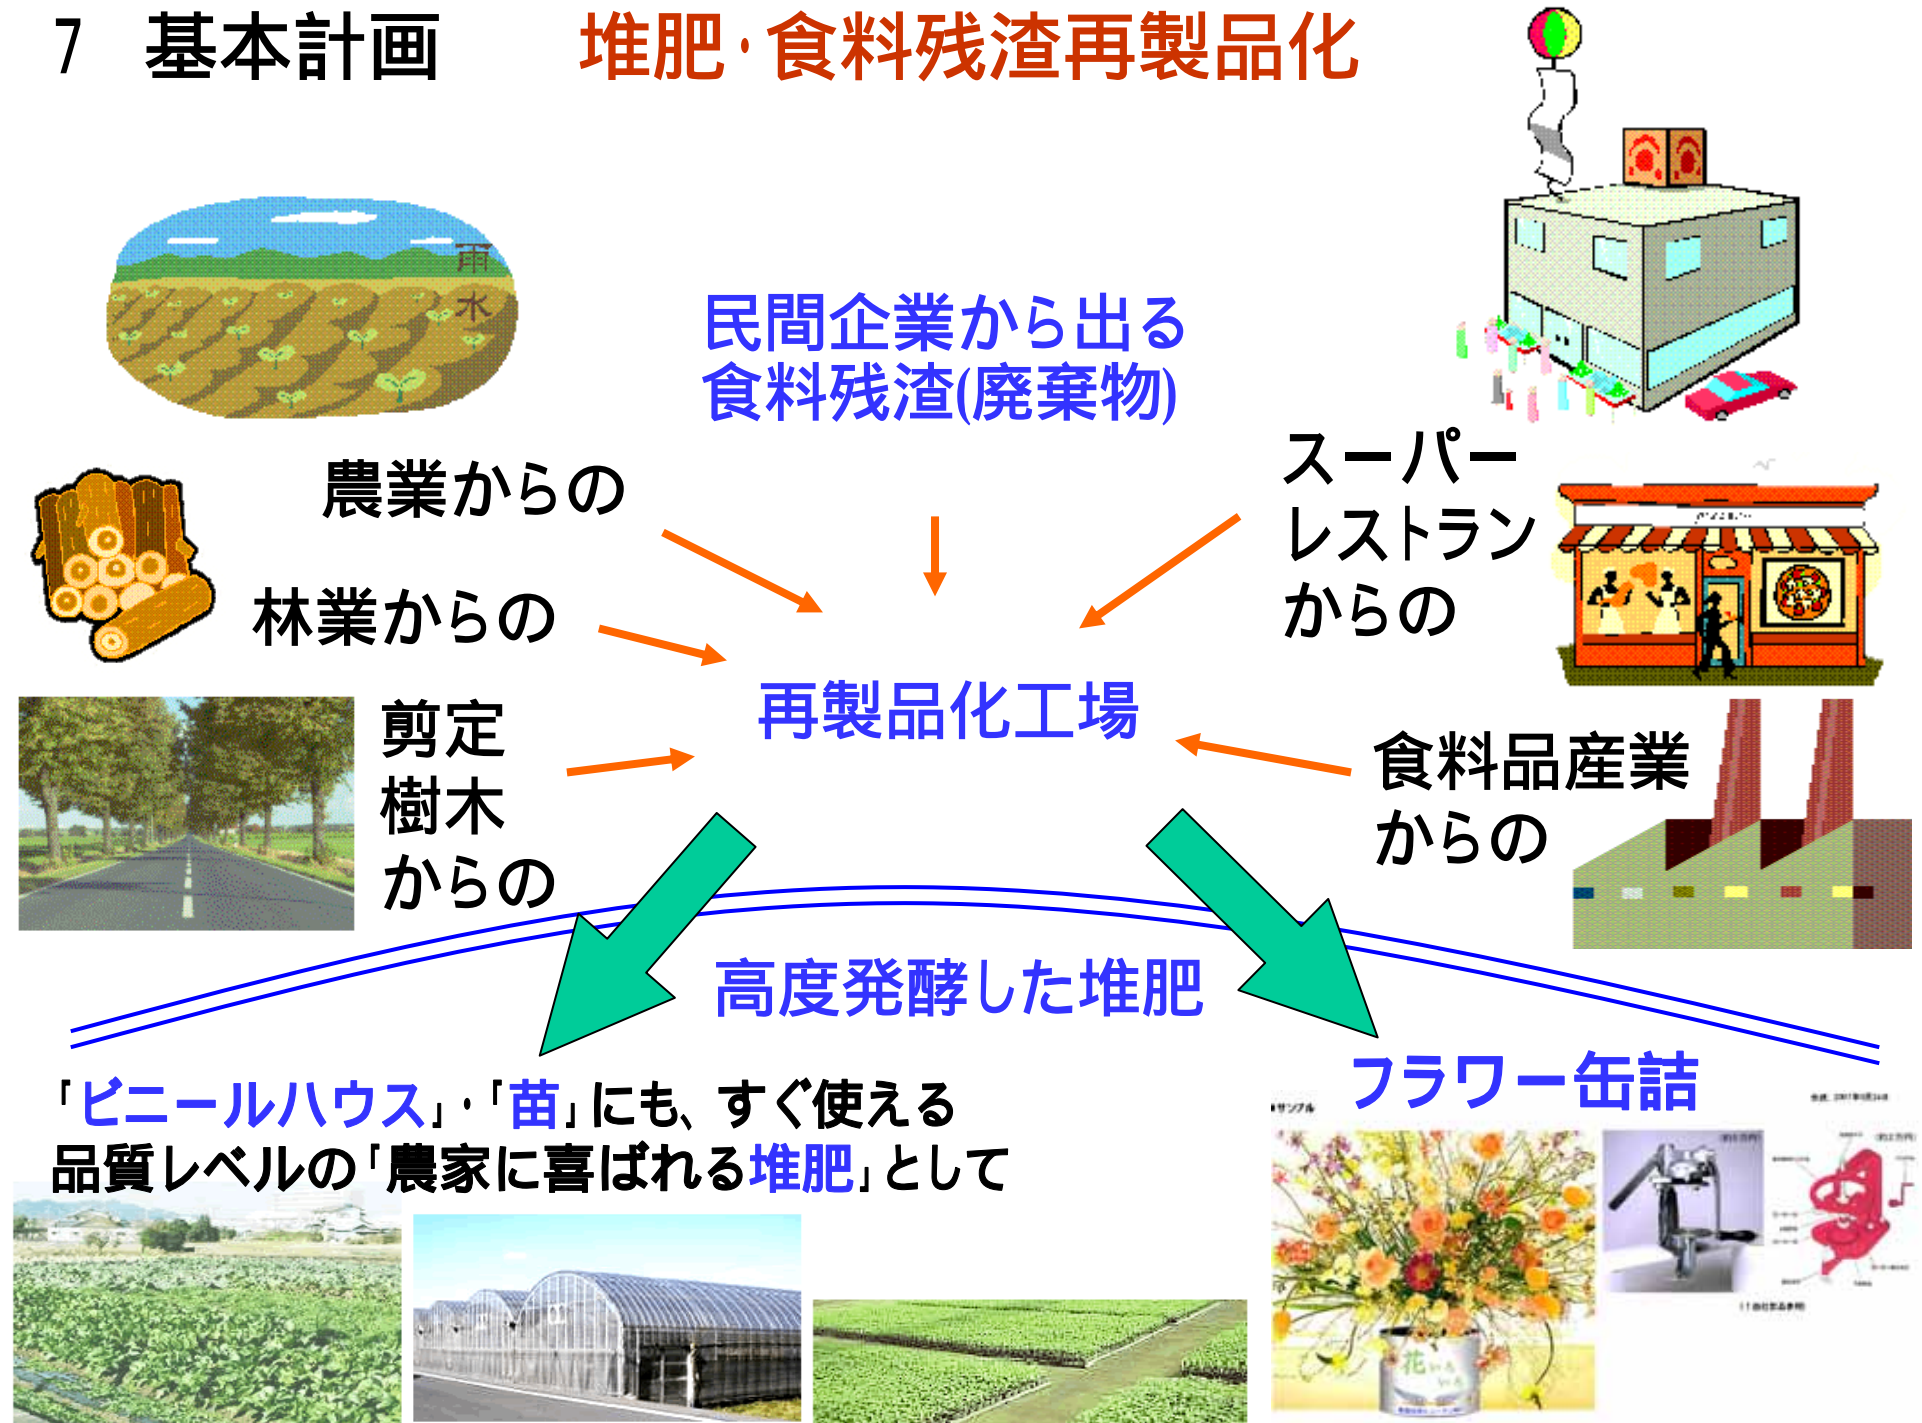 7 基本計画 堆肥・食料残渣再製品化
雨
水
民間企業から出る
食料残渣(廃棄物)
農業からの
林業からの
剪定
樹木
からの
スーパー
レストラン
からの
再製品化工場
食料品産業
からの
高度発酵した堆肥
「ビニールハウス」・「苗」にも、すぐ使える
品質レベルの「農家に喜ばれる堆肥」として
フラワー缶詰
■サンプル
花